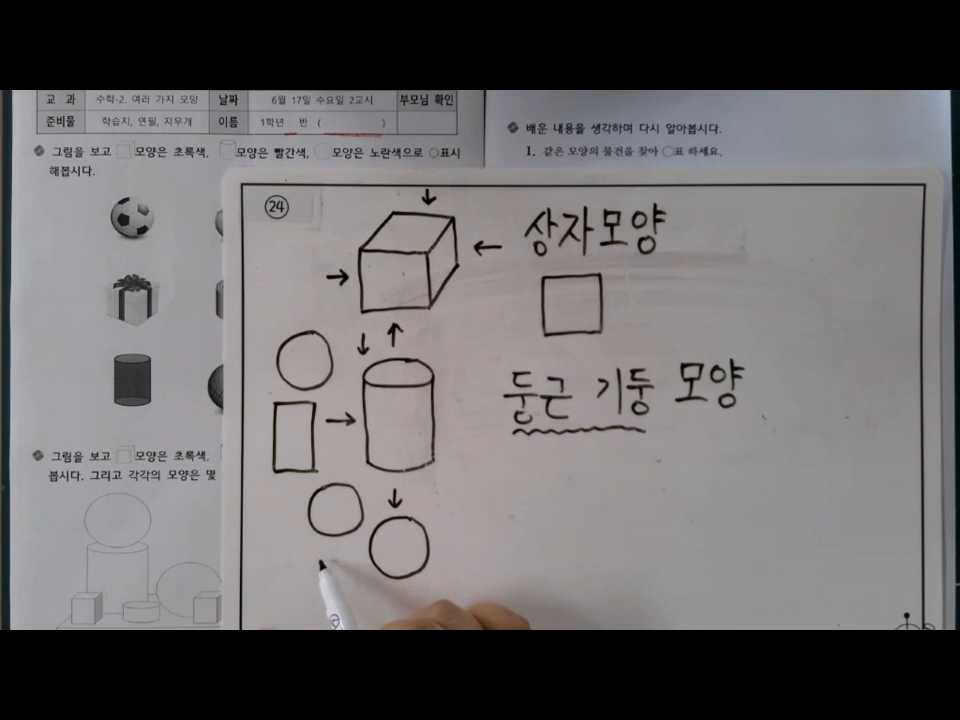 교 과 수학-2. 여러 가지 모양 날짜 6월 17일 수요일 2교시 부모님 확인
준비물 학습지, 연필, 지우개 이름 1학년 반 ( )
그림을 보고 모양은 초록색, 모양은 빨간색, 모양은 노란색으로 ○표시
해봅시다.
그림을 보고 모양은 초록색,
봅시다. 그리고 각각의 모양은 몇
배운 내용을 생각하며 다시 알아봅시다.
1. 같은 모양의 물건을 찾아 ○표 하세요.
24
상자모양
둥근 기둥 모양